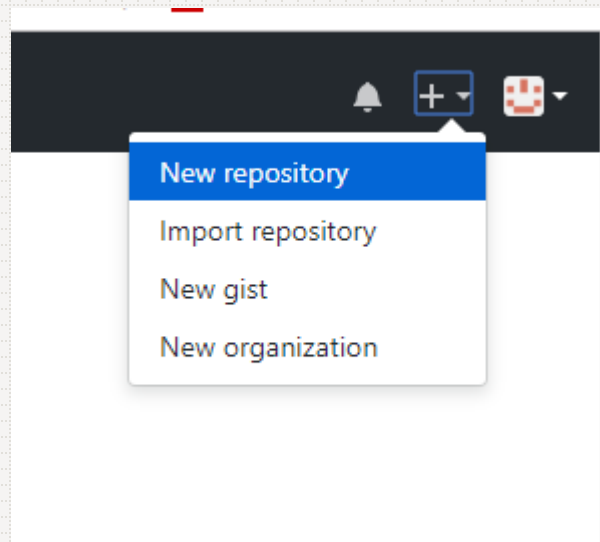 New repository
Import repository
New gist
New organization